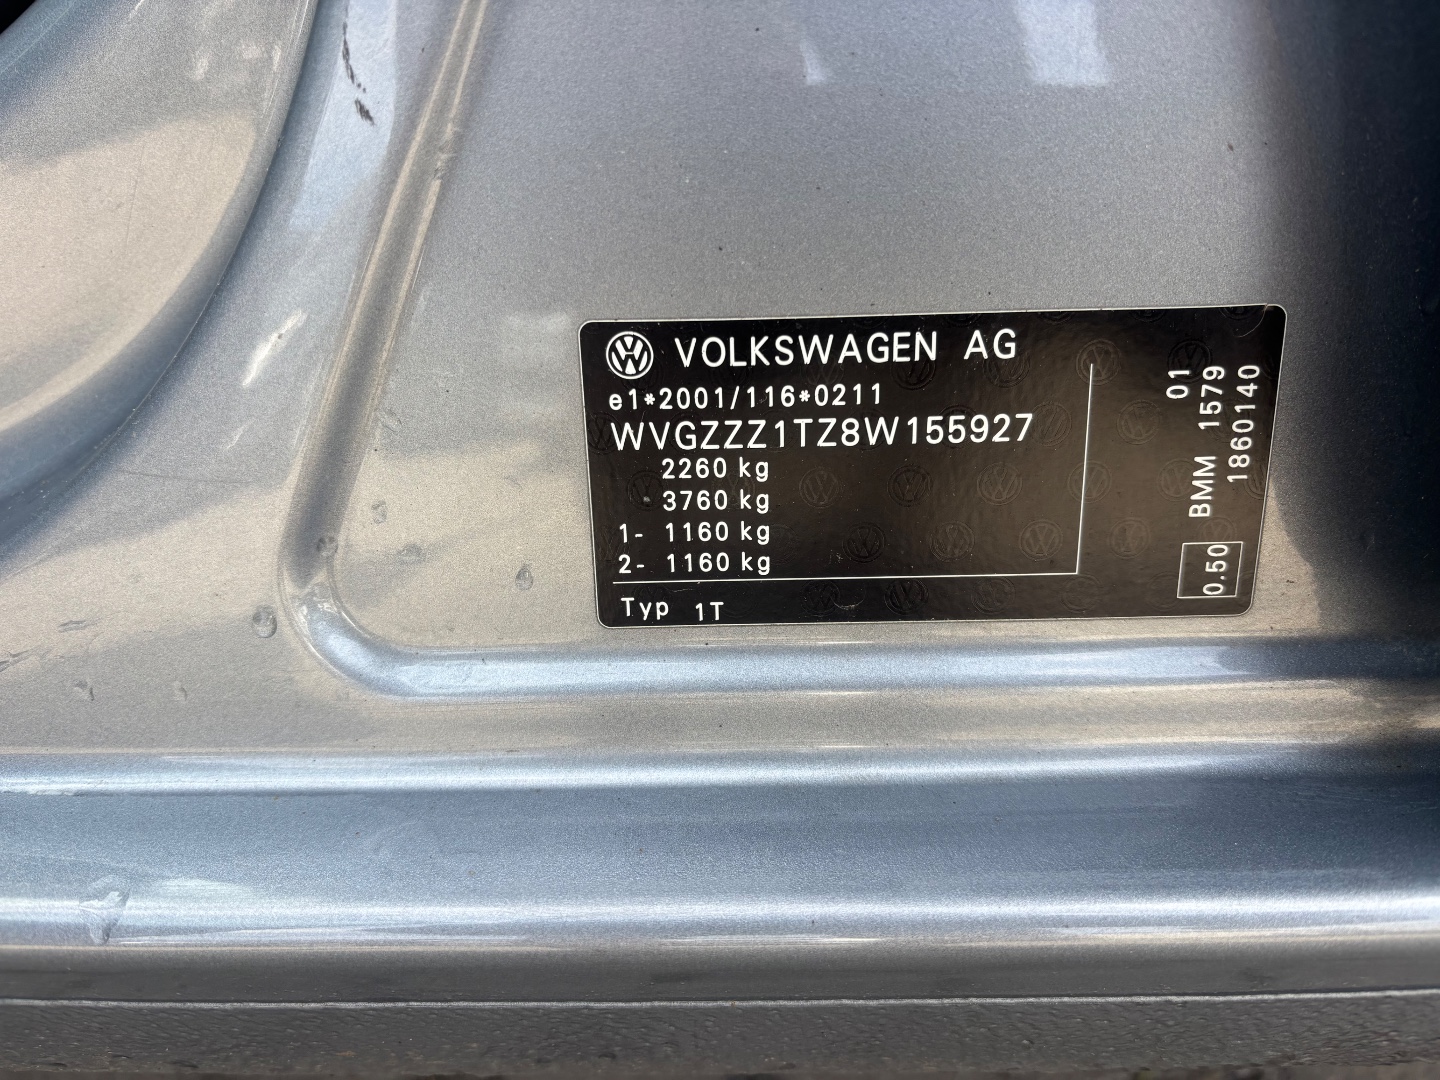 VOLKSWAGEN AG
e1*2001/116*0211
WVGZZZ1TZ8W155927
2260 kg
3760 kg
1- 1160 kg
2- 1160 kg
Typ 1T
01
BMM 1579
1860140
0.50